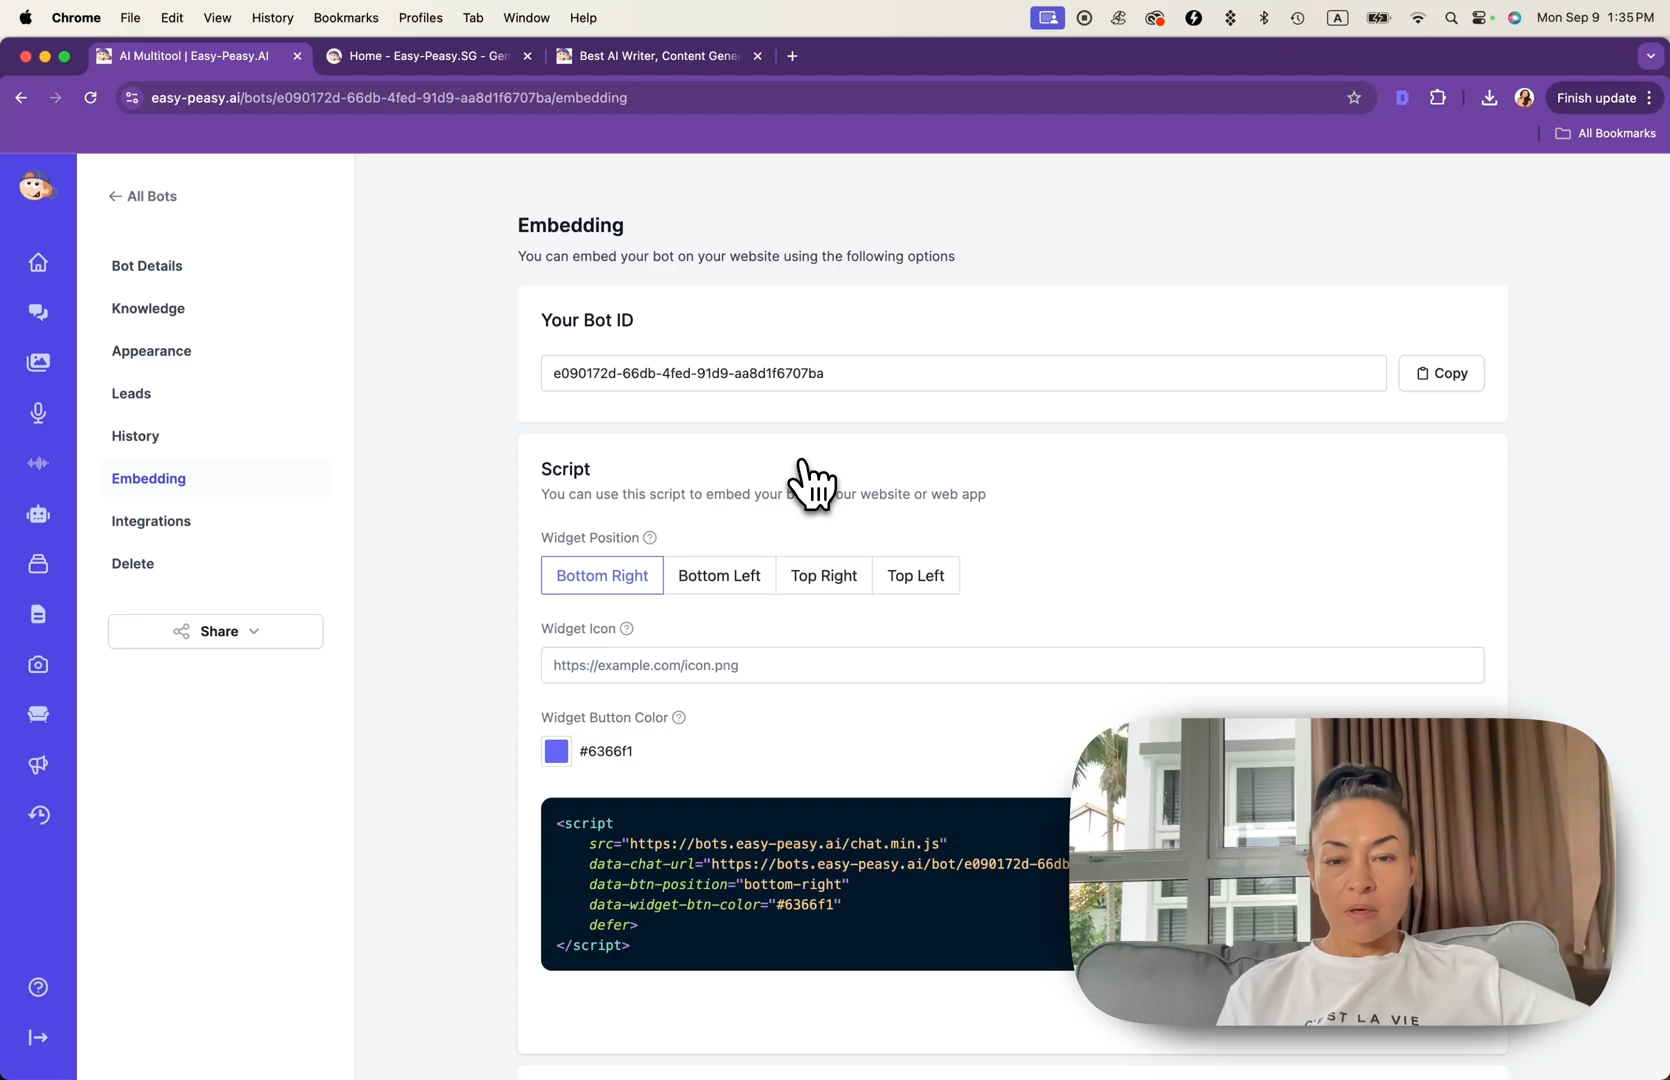 Chrome File Edit View History Bookmarks Profiles Tab Window Help
A
Mon Sep 9 1:35 PM
AI Multitool | Easy-Peasy.AI
Home - Easy-Peasy.SG - Gen
Best AI Writer, Content Gener
easy-peasy.ai/bots/e090172d-66db-4fed-91d9-aa8d1f6707ba/embedding
D
Finish update
All Bookmarks
← All Bots
Bot Details
Knowledge
Appearance
Leads
History
Embedding
Integrations
Delete
Share
Embedding
You can embed your bot on your website using the following options
Your Bot ID
e090172d-66db-4fed-91d9-aa8d1f6707ba
Copy
Script
You can use this script to embed your b our website or web app
Widget Position
Bottom Right Bottom Left Top Right Top Left
Widget Icon
https://example.com/icon.png
Widget Button Color
#6366f1
<script
src="https://bots.easy-peasy.ai/chat.min.js"
data-chat-url="https://bots.easy-peasy.ai/bot/e090172d-66db
data-btn-position="bottom-right"
data-widget-btn-color="#6366f1"
defer>
</script>
C'EST LA VIE